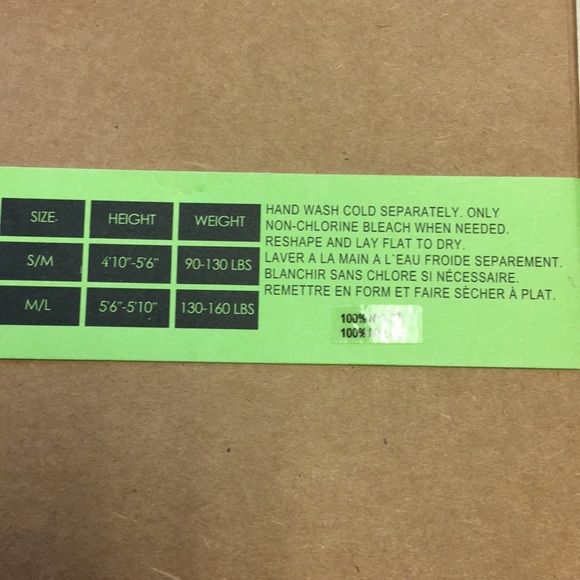 SIZE HEIGHT WEIGHT
S/M 4'10"-5'6" 90-130 LBS
M/L 5'6"-5'10" 130-160 LBS
HAND WASH COLD SEPARATELY. ONLY
NON-CHLORINE BLEACH WHEN NEEDED.
RESHAPE AND LAY FLAT TO DRY.
LAVER A LA MAIN A L`EAU FROIDE SEPAREMENT.
BLANCHIR SANS CHLORE SI NÉCESSAIRE.
REMETTRE EN FORM ET FAIRE SÈCHER À PLAT.
100%
100%